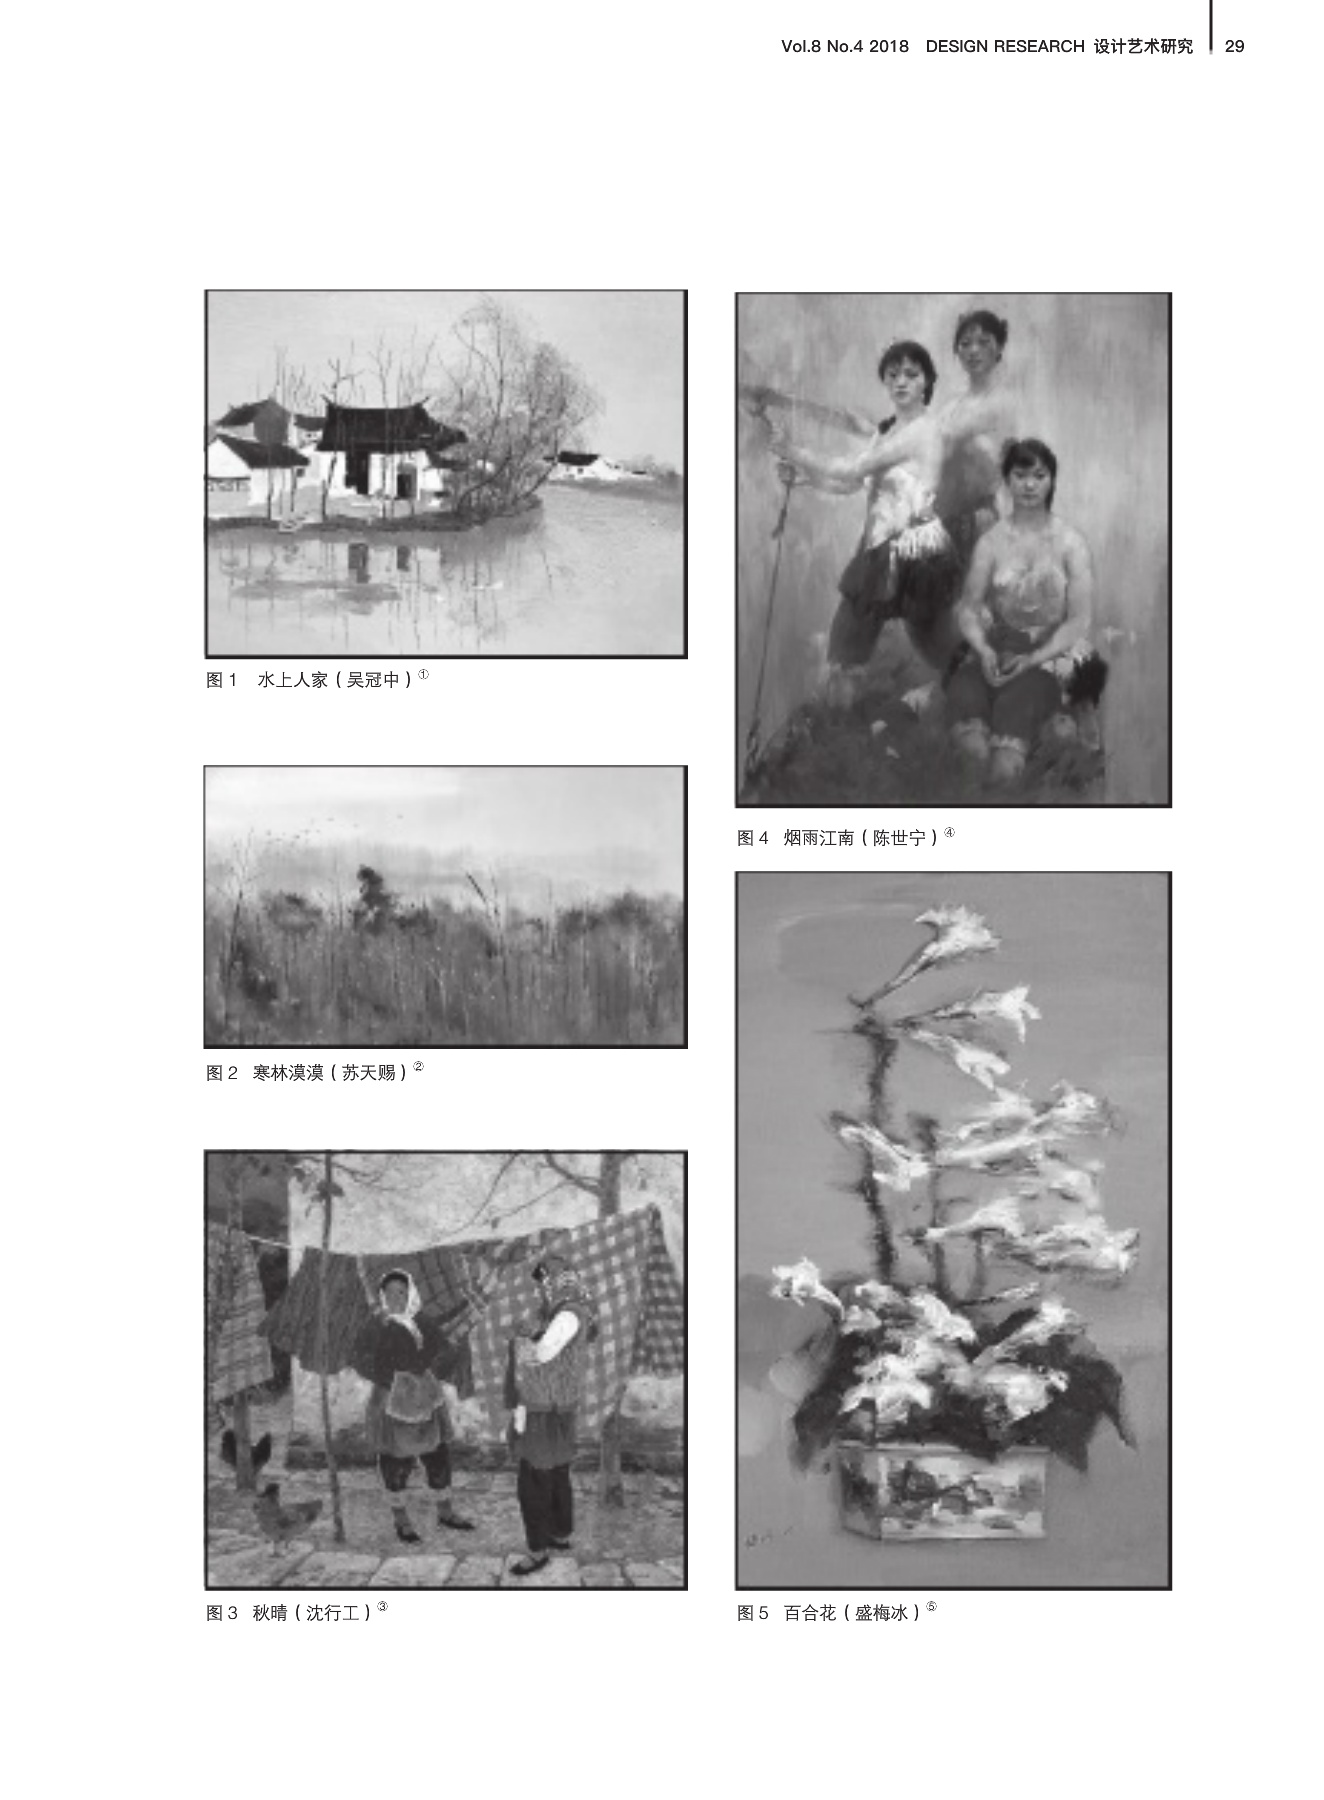 Vol.8 No.4 2018 DESIGN RESEARCH 设计艺术研究 29
图 1 水上人家（吴冠中）①
图 2 寒林漠漠（苏天赐）②
图 3 秋晴（沈行工）③
图 4 烟雨江南（陈世宁）④
图 5 百合花（盛梅冰）⑤